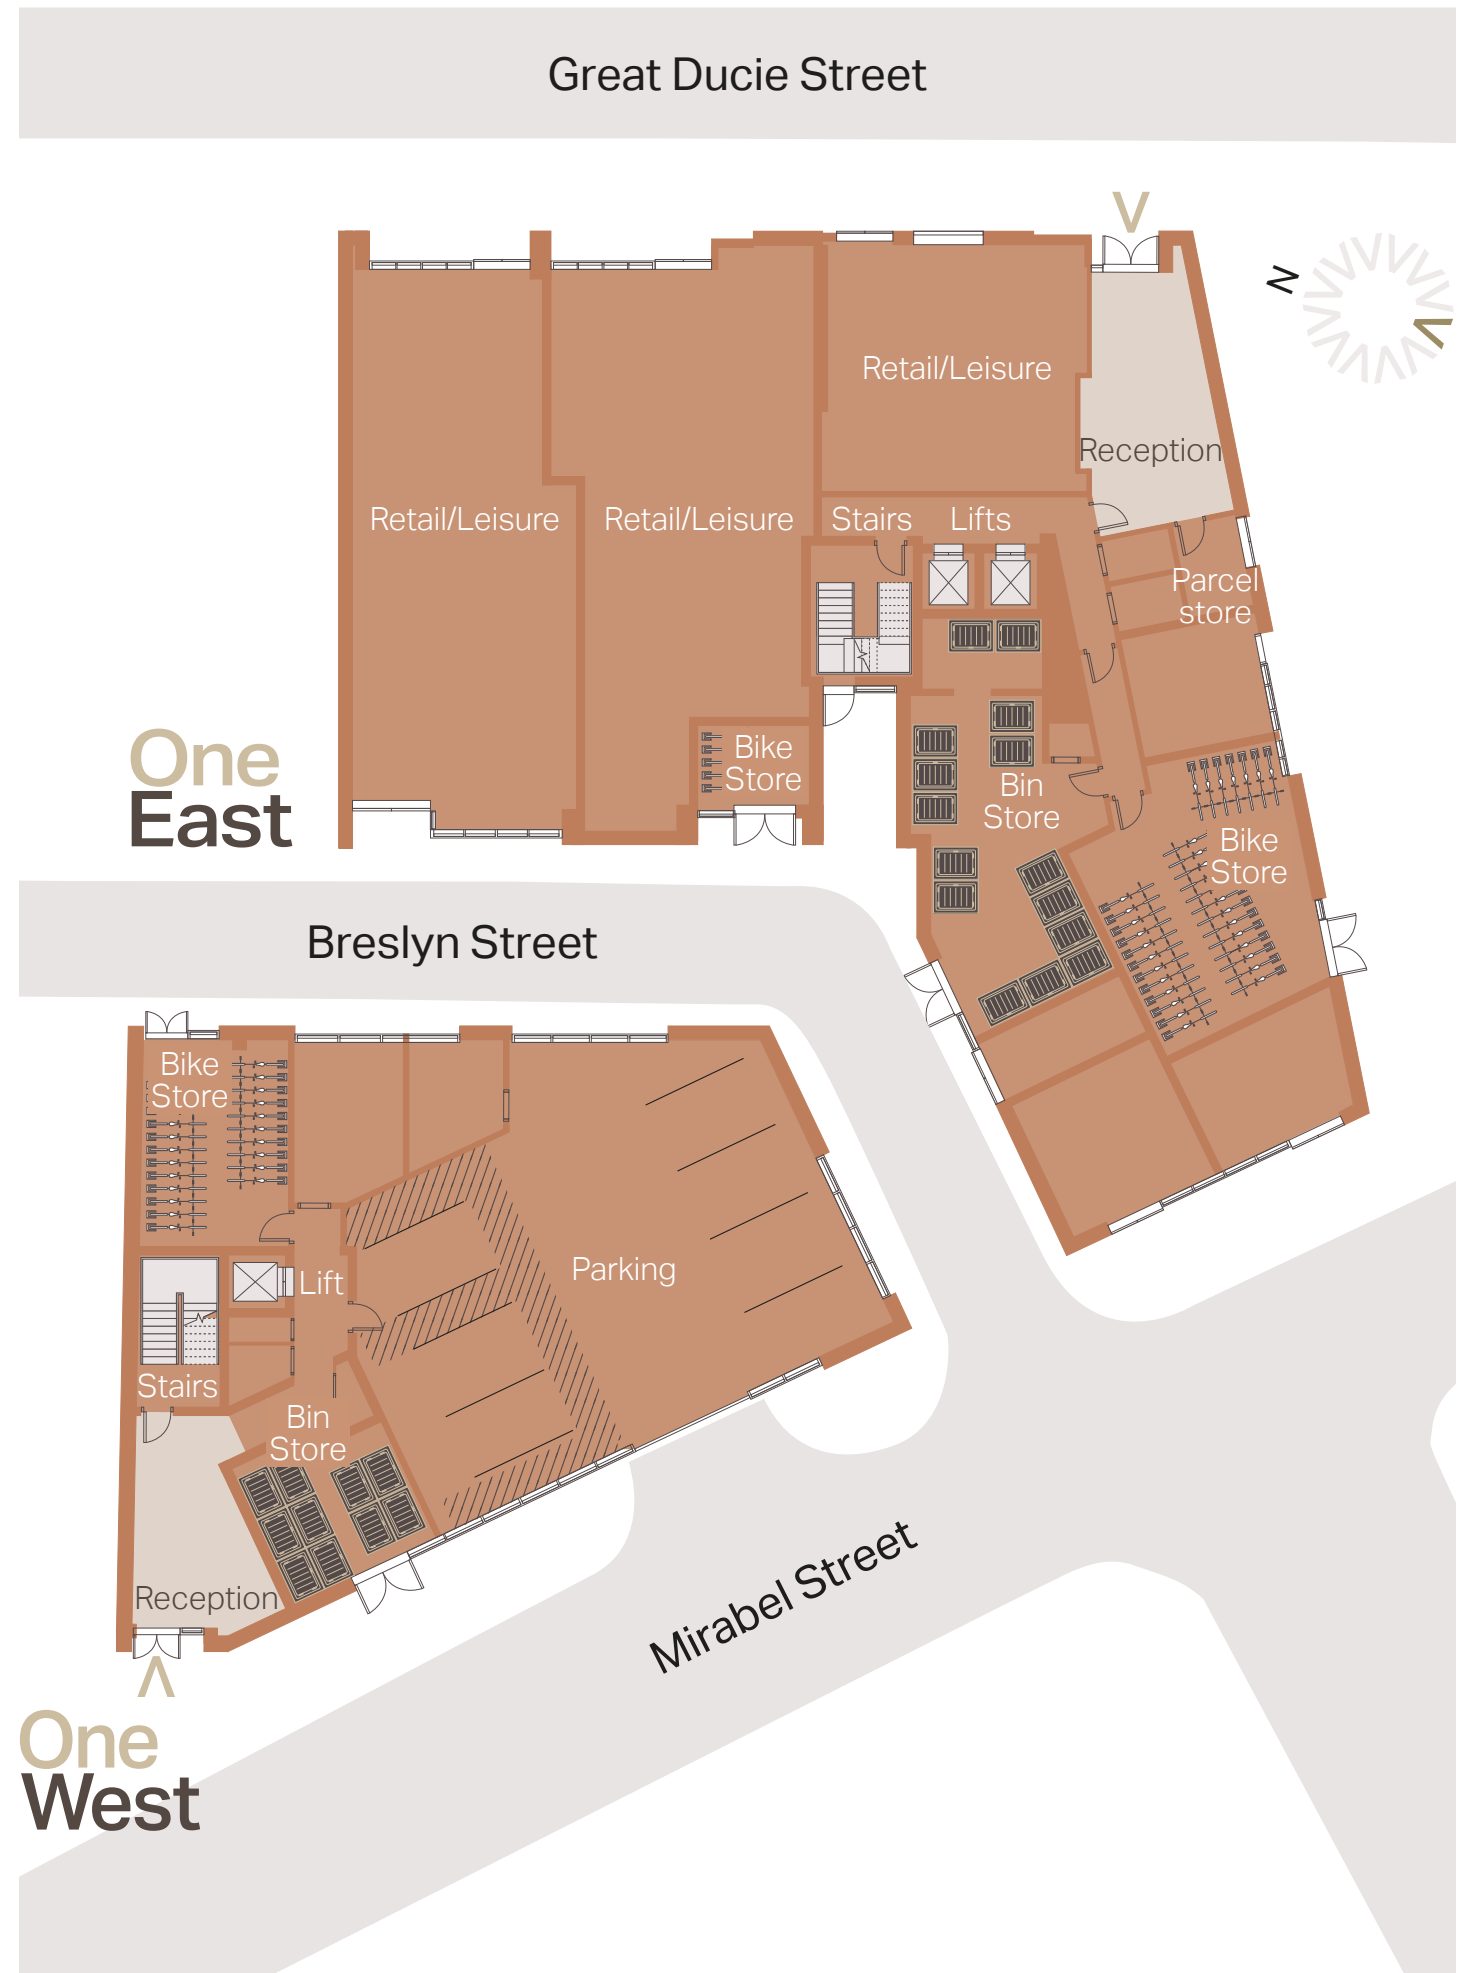 Great Ducie Street
N
Retail/Leisure
Reception
Retail/Leisure
Retail/Leisure
Stairs
Lifts
Parcel
store
One
East
Bike
Store
Bin
Store
Bike
Store
Breslyn Street
Bike
Store
Lift
Parking
Stairs
Bin
Store
Reception
Mirabel Street
One
West